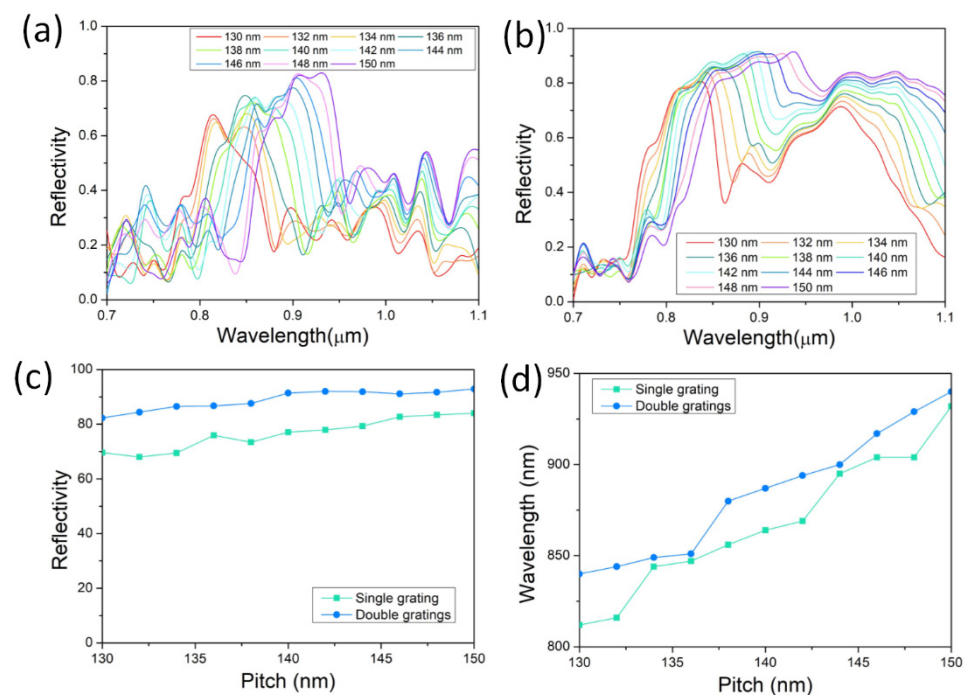 (a)
1.0
0.8
0.6
0.4
0.2
0.0
Reflectivity
130 nm 132 nm 134 nm 136 nm
138 nm 140 nm 142 nm 144 nm
146 nm 148 nm 150 nm
0.7 0.8 0.9 1.0 1.1
Wavelength(μm)
(b)
1.0
0.8
0.6
0.4
0.2
0.0
Reflectivity
130 nm 132 nm 134 nm
136 nm 138 nm 140 nm
142 nm 144 nm 146 nm
148 nm 150 nm
0.7 0.8 0.9 1.0 1.1
Wavelength(μm)
(c)
100
80
60
40
20
0
Reflectivity
Single grating
Double gratings
130 135 140 145 150
Pitch (nm)
(d)
950
900
850
800
Wavelength (nm)
Single grating
Double gratings
130 135 140 145 150
Pitch (nm)